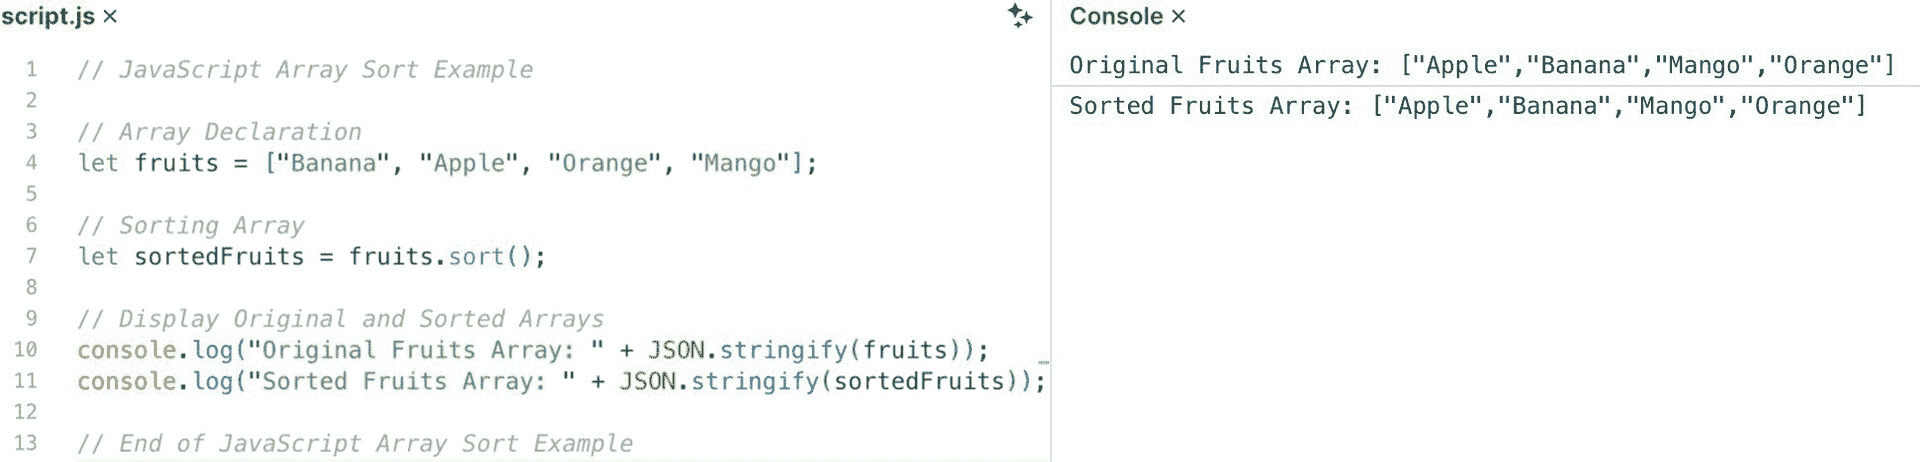 script.js ×
1 // JavaScript Array Sort Example
2
3 // Array Declaration
4 let fruits = ["Banana", "Apple", "Orange", "Mango"];
5
6 // Sorting Array
7 let sortedFruits = fruits.sort();
8
9 // Display Original and Sorted Arrays
10 console.log("Original Fruits Array: " + JSON.stringify(fruits));
11 console.log("Sorted Fruits Array: " + JSON.stringify(sortedFruits));
12
13 // End of JavaScript Array Sort Example
Console ×
Original Fruits Array: ["Apple","Banana","Mango","Orange"]
Sorted Fruits Array: ["Apple","Banana","Mango","Orange"]